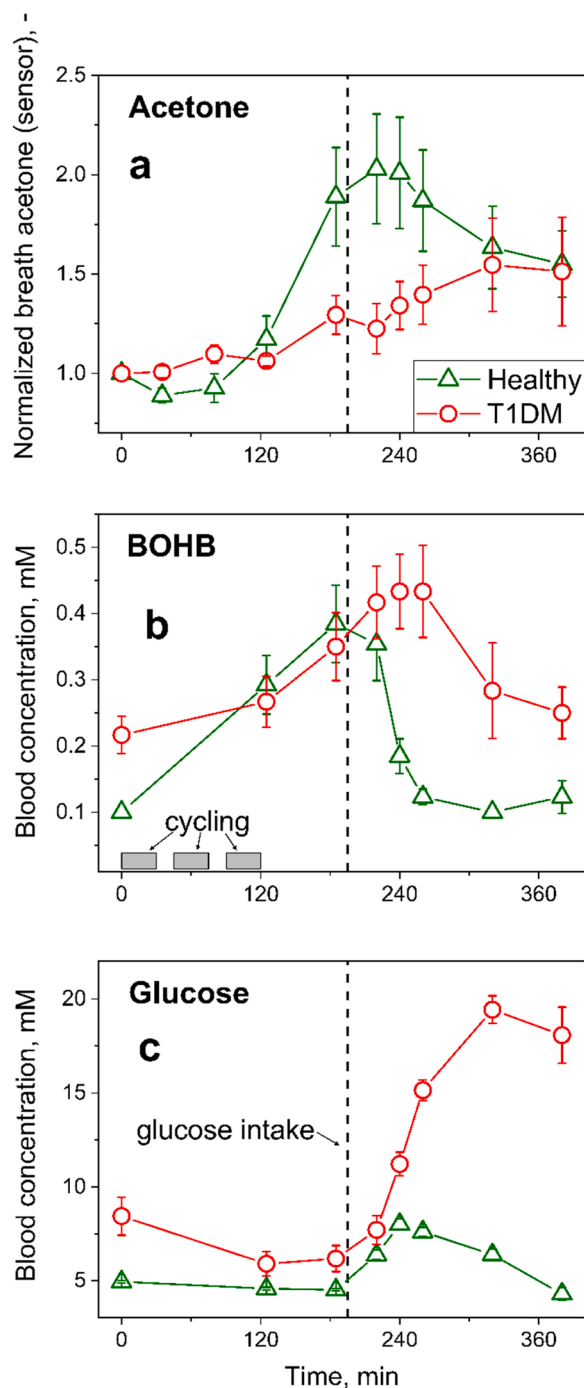 Normalized breath acetone (sensor), -
2.5
2.0
1.5
1.0
Acetone
a
Healthy
T1DM
0 120 240 360
Blood concentration, mM
0.5
0.4
0.3
0.2
0.1
BOHB
b
cycling
0 120 240 360
Blood concentration, mM
20
15
10
5
Glucose
c
glucose intake
0 120 240 360
Time, min